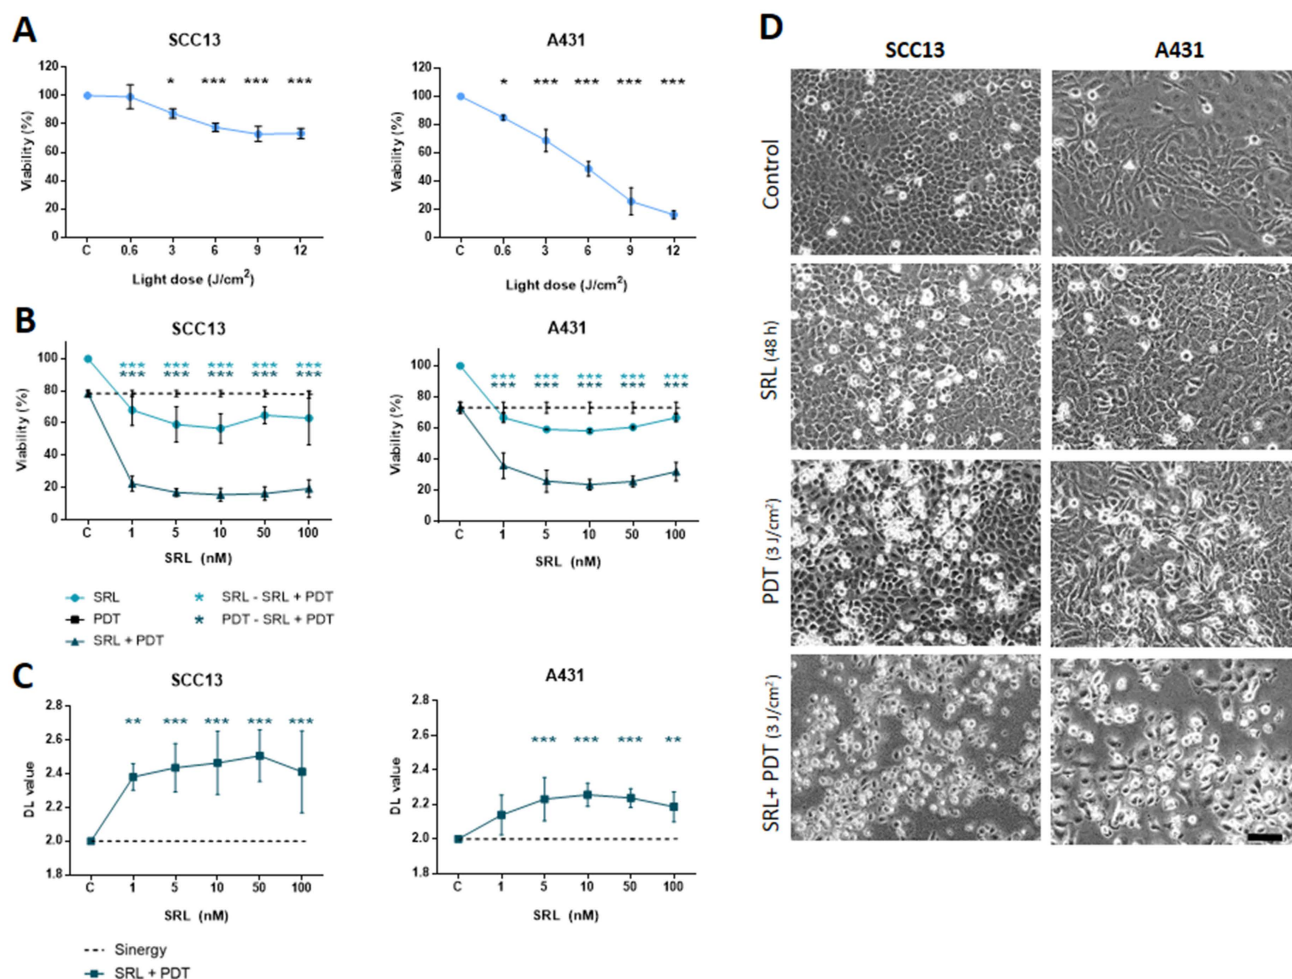 A
SCC13
A431
* *** *** ***
* *** *** *** ***
120
100
80
60
40
20
0
Viability (%)
C 0.6 3 6 9 12
Light dose (J/cm2)
120
100
80
60
40
20
0
Viability (%)
C 0.6 3 6 9 12
Light dose (J/cm2)
B
SCC13
A431
*** *** *** *** ***
*** *** *** *** ***
100
80
60
40
20
0
Viability (%)
C 1 5 10 50 100
SRL (nM)
*** *** *** *** ***
*** *** *** *** ***
100
80
60
40
20
0
Viability (%)
C 1 5 10 50 100
SRL (nM)
SRL
PDT
SRL + PDT
* SRL - SRL + PDT
* PDT - SRL + PDT
C
SCC13
A431
** *** *** *** ***
2.8
2.6
2.4
2.2
2.0
1.8
DL value
C 1 5 10 50 100
SRL (nM)
*** *** *** **
2.8
2.6
2.4
2.2
2.0
1.8
DL value
C 1 5 10 50 100
SRL (nM)
Sinergy
SRL + PDT
D
SCC13
A431
Control
SRL (48 h)
PDT (3 J/cm2)
SRL+ PDT (3 J/cm2)